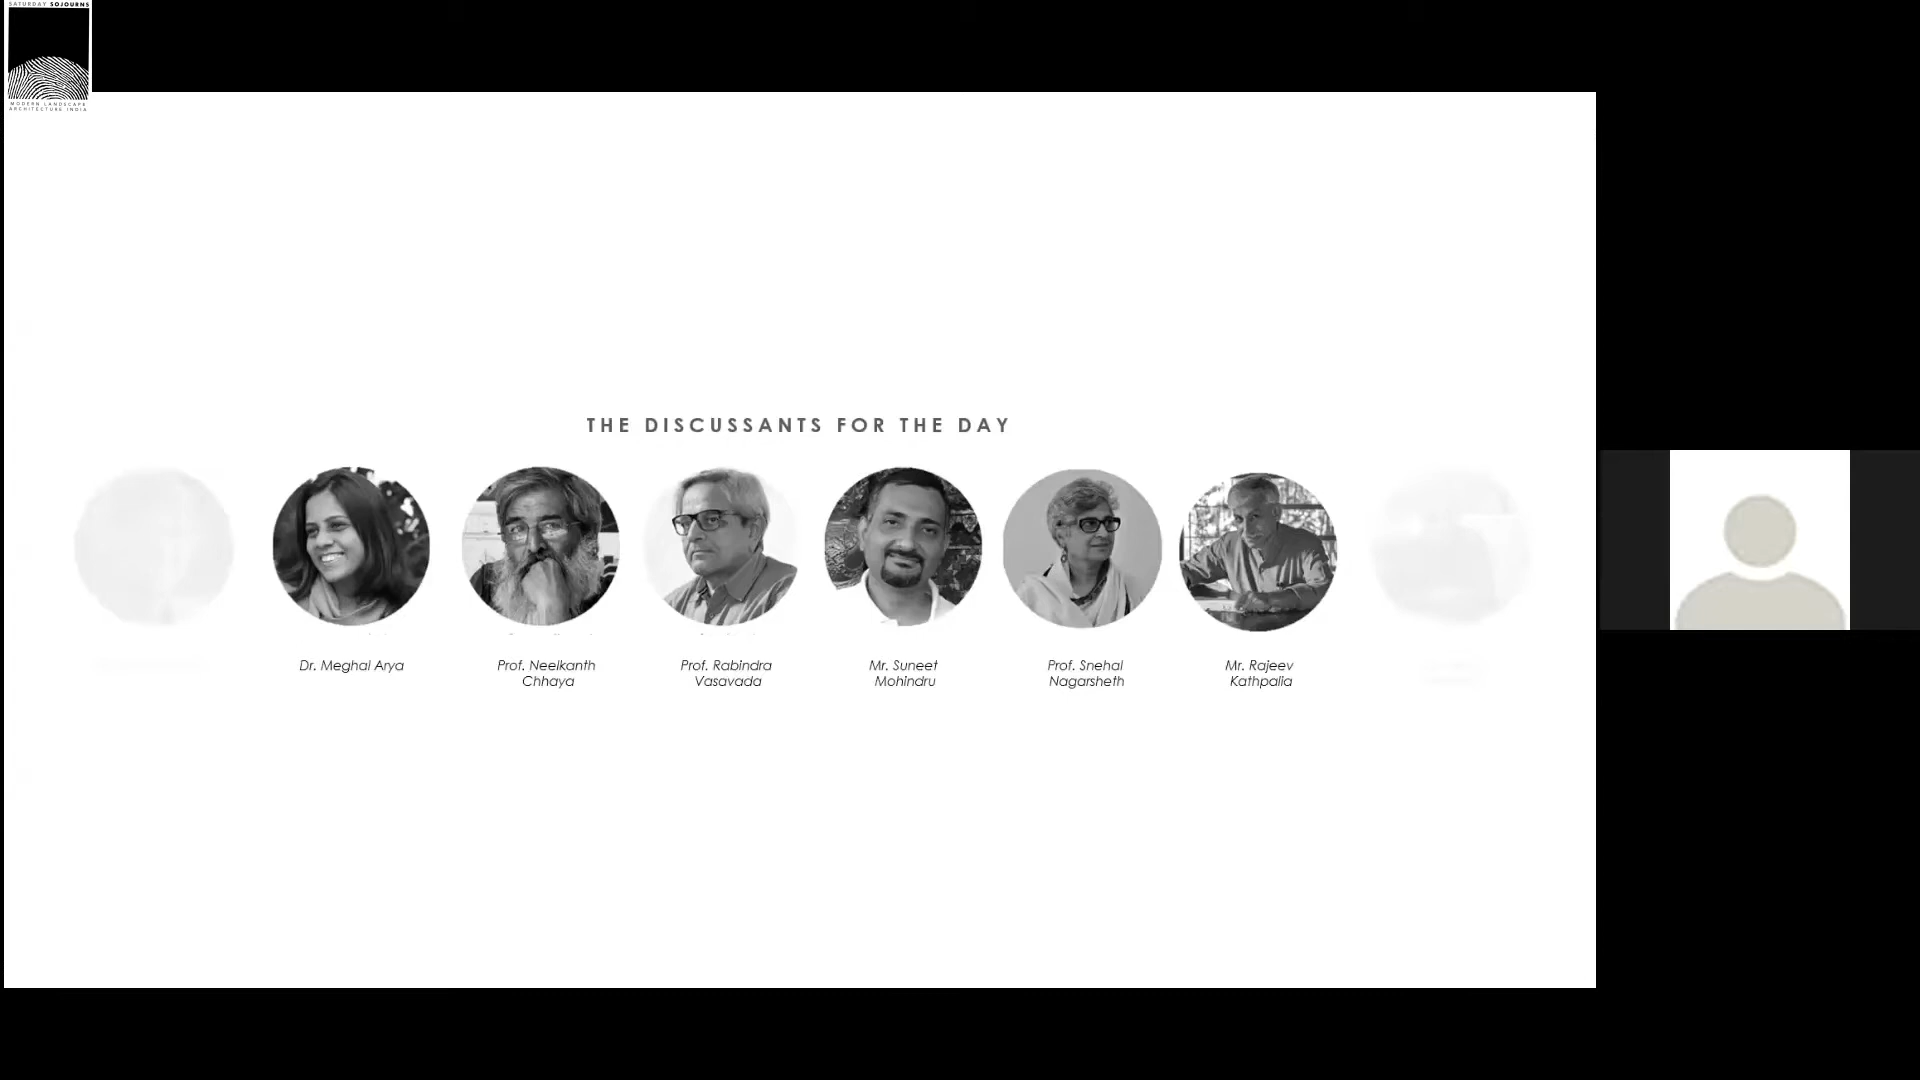 SATURDAY SOJOURNS
MODERN LANDSCAPE
ARCHITECTURE INDIA
THE DISCUSSANTS FOR THE DAY
Dr. Meghal Arya
Prof. Neelkanth
Chhaya
Prof. Rabindra
Vasavada
Mr. Suneet
Mohindru
Prof. Snehal
Nagarsheth
Mr. Rajeev
Kathpalia